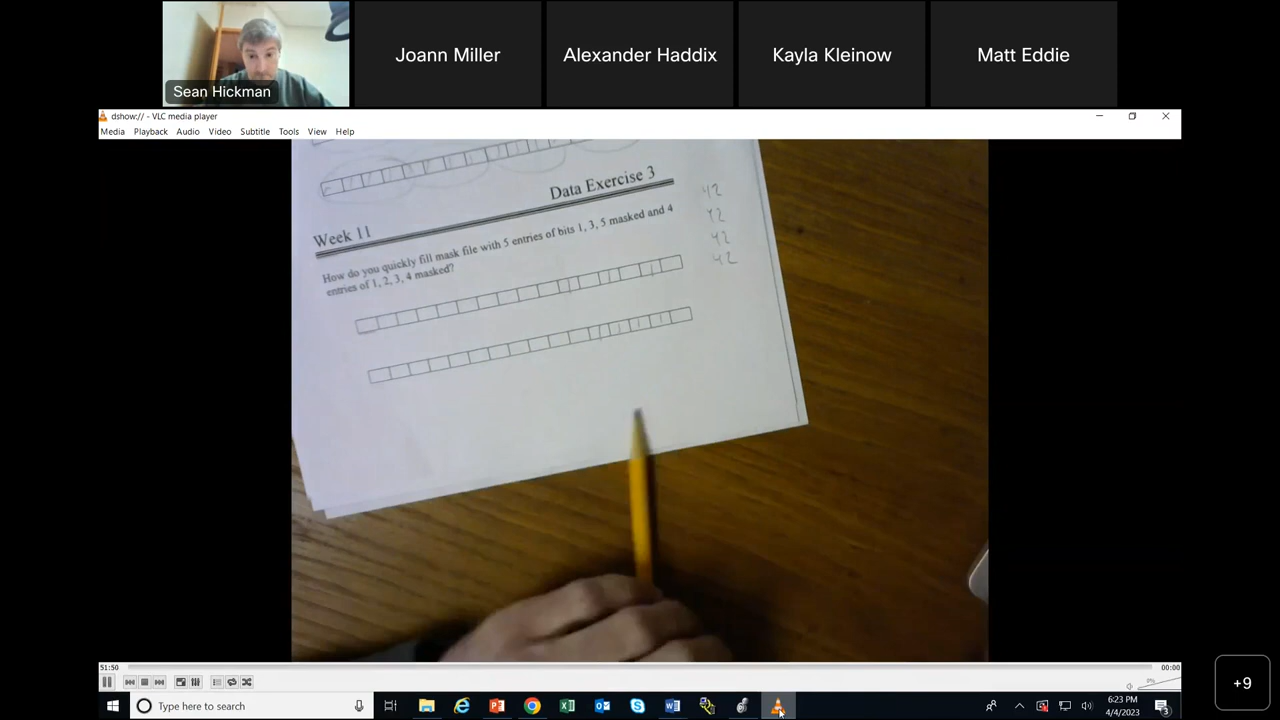 Joann Miller
Alexander Haddix
Kayla Kleinow
Matt Eddie
Sean Hickman
dshow:// - VLC media player
Media Playback Audio Video Subtitle Tools View Help
Data Exercise 3
Week 11
How do you quickly fill mask file with 5 entries of bits 1, 3, 5 masked and 4
entries of 1, 2, 3, 4 masked?
42
42
42
42
51:50
00:00
0%
Type here to search
6:23 PM
4/4/2023
3
+9